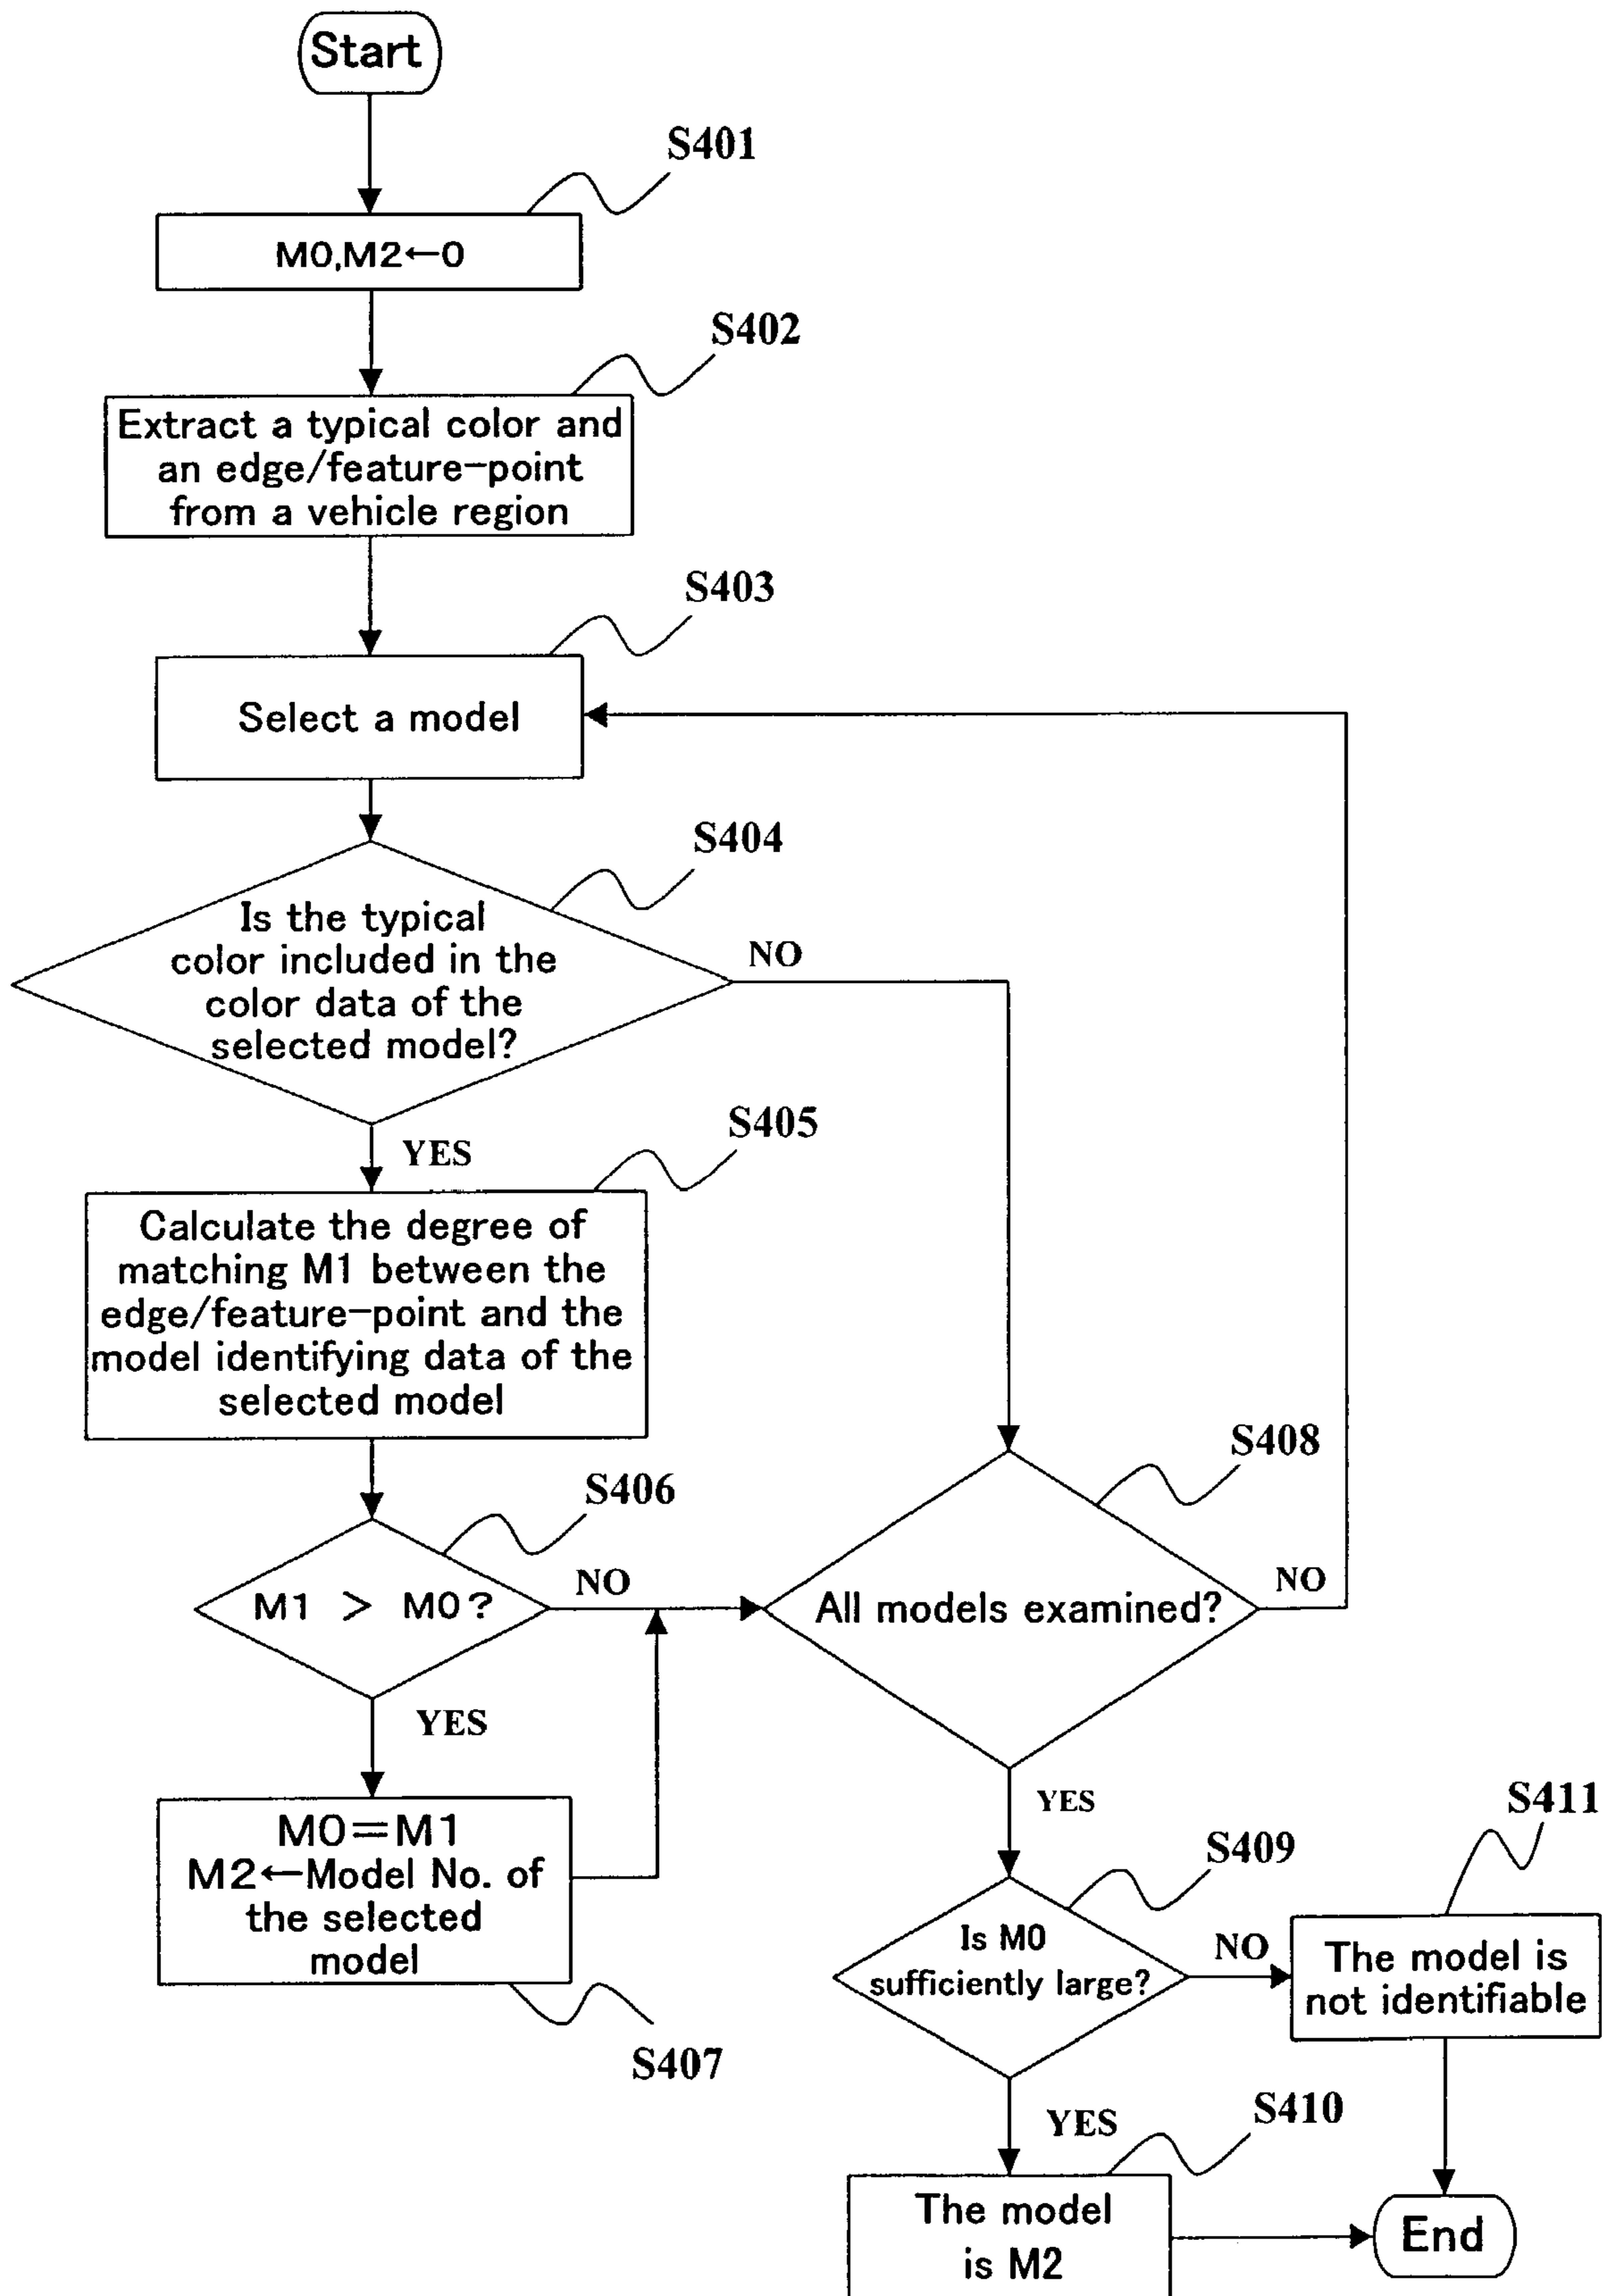 Start
S401
M0,M2←0
S402
Extract a typical color and
an edge/feature-point
from a vehicle region
S403
Select a model
S404
Is the typical
color included in the
color data of the
selected model?
NO
YES
S405
Calculate the degree of
matching M1 between the
edge/feature-point and the
model identifying data of the
selected model
S406
M1 > M0?
NO
YES
S407
M0=M1
M2←Model No. of
the selected
model
S408
All models examined?
NO
YES
S409
Is M0
sufficiently large?
NO
YES
S411
The model is
not identifiable
S410
The model
is M2
End